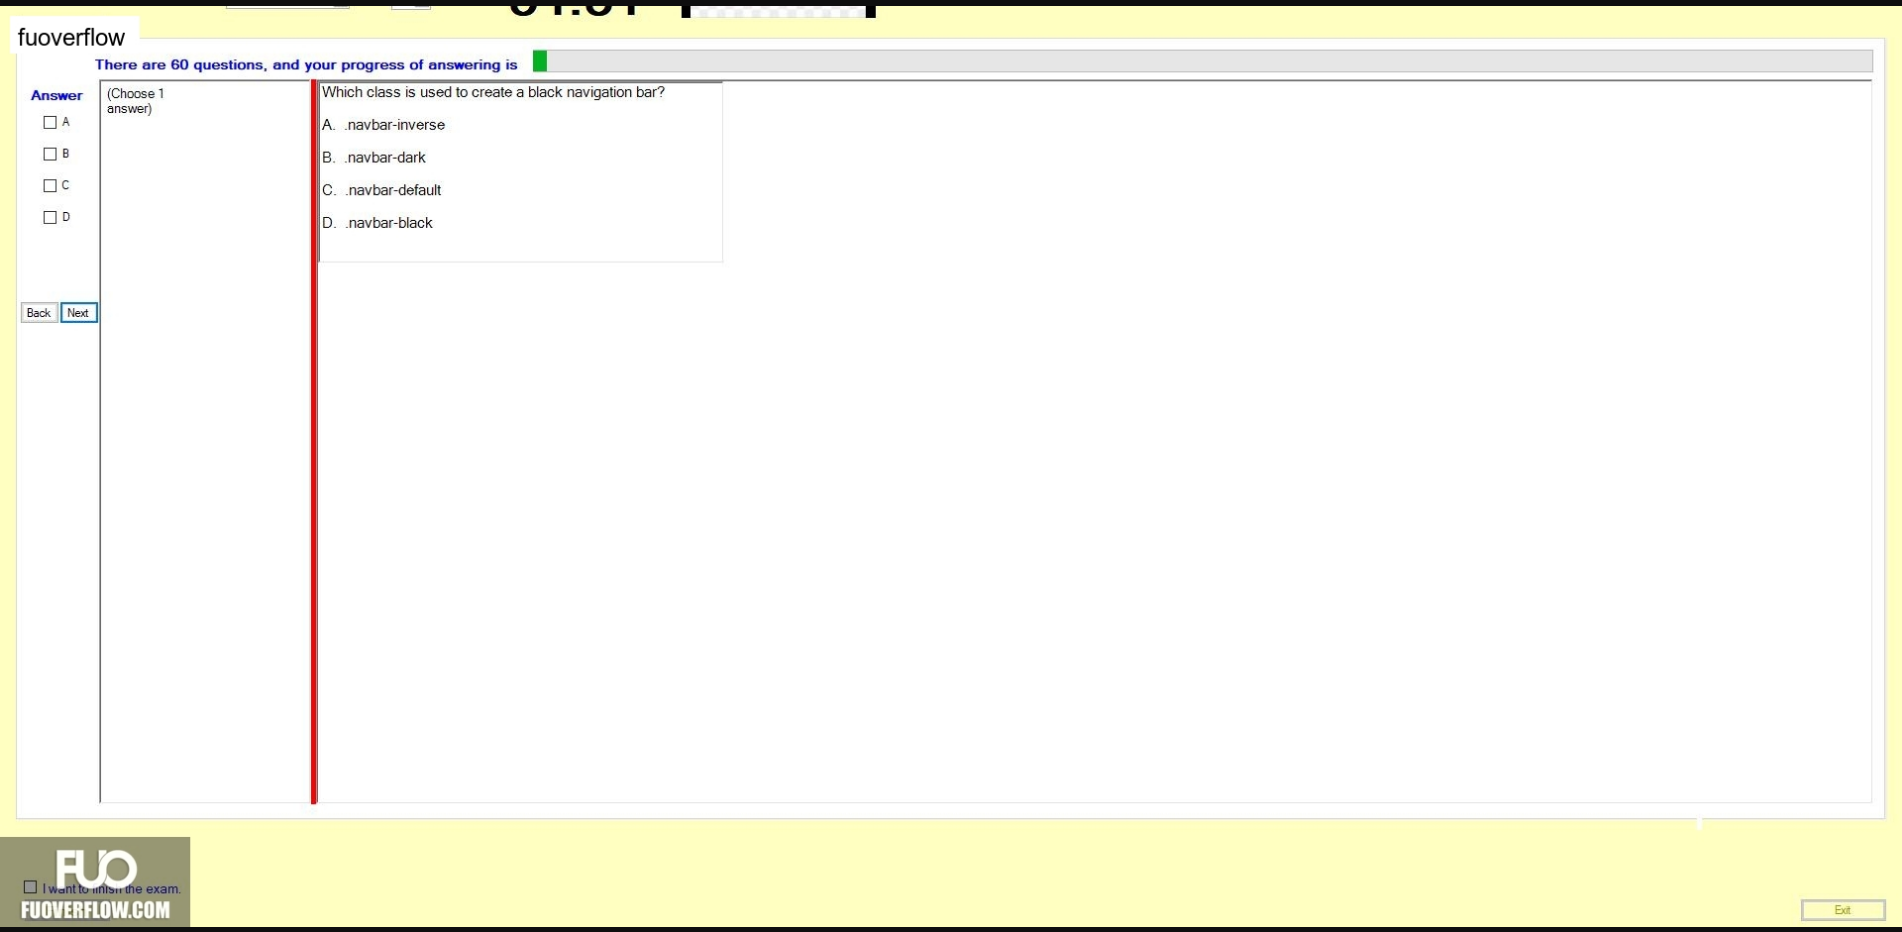 fuoverflow
There are 60 questions, and your progress of answering is
Answer
(Choose 1
answer)
A
B
C
D
Back
Next
Which class is used to create a black navigation bar?
A. .navbar-inverse
B. .navbar-dark
C. .navbar-default
D. .navbar-black
FUO
I want to finish the exam.
FUOVERFLOW.COM
Exit